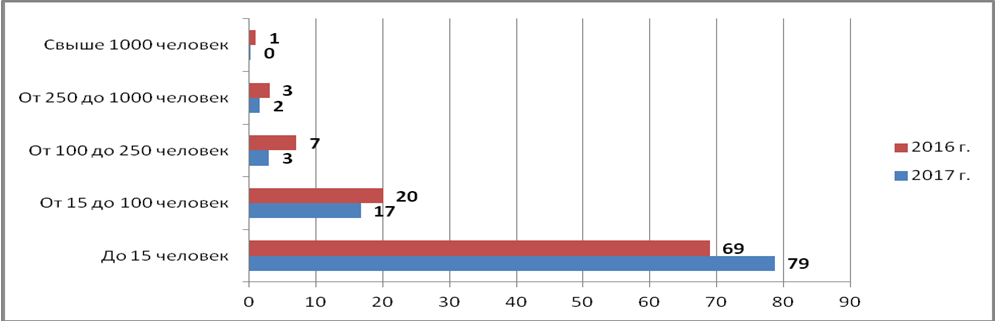 Свыше 1000 человек
1
0
От 250 до 1000 человек
3
2
От 100 до 250 человек
7
3
От 15 до 100 человек
20
17
До 15 человек
69
79
0 10 20 30 40 50 60 70 80 90
2016 г.
2017 г.